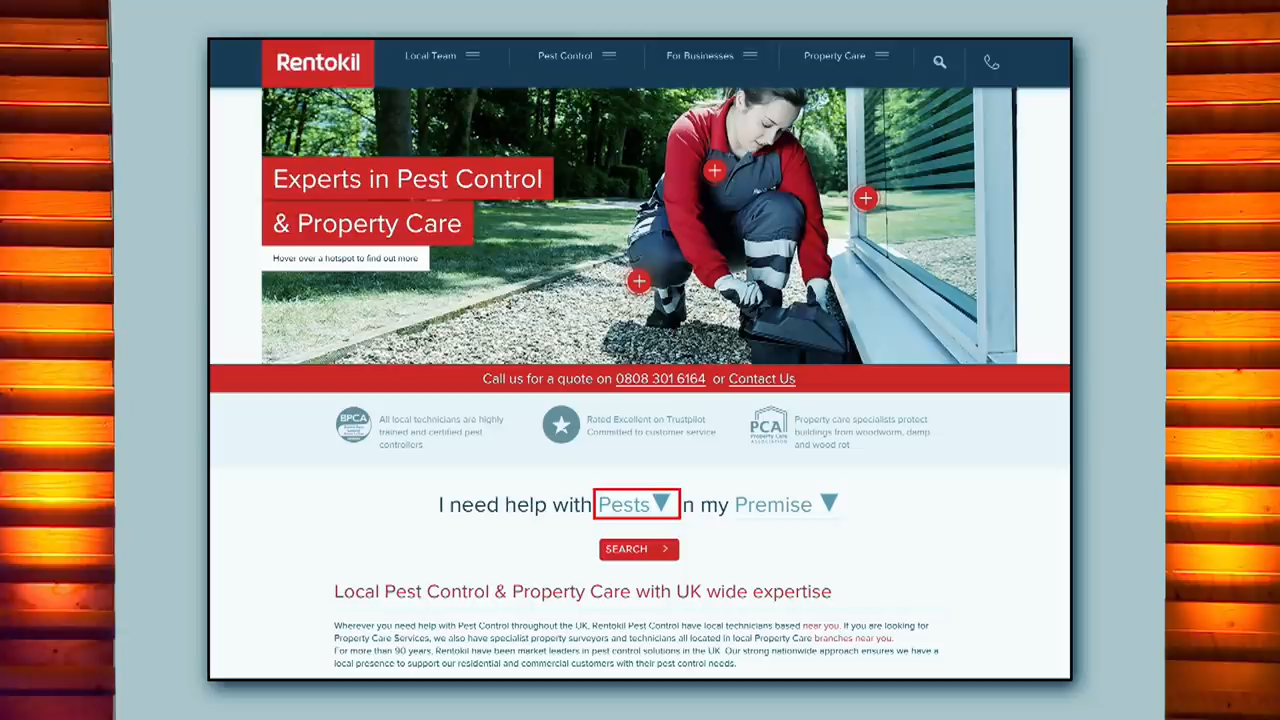 Rentokil
Local Team
Pest Control
For Businesses
Property Care
Experts in Pest Control
& Property Care
Hover over a hotspot to find out more
Call us for a quote on 0808 301 6164 or Contact Us
BPCA
All local technicians are highly
trained and certified pest
controllers
Rated Excellent on Trustpilot
Committed to customer service
PCA
Property Care
ASSOCIATION
Property care specialists protect
buildings from woodworm, damp
and wood rot
I need help with Pests▼ n my Premise ▼
SEARCH >
Local Pest Control & Property Care with UK wide expertise
Wherever you need help with Pest Control throughout the UK, Rentokil Pest Control have local technicians based near you. If you are looking for
Property Care Services, we also have specialist property surveyors and technicians all located in local Property Care branches near you.
For more than 90 years, Rentokil have been market leaders in pest control solutions in the UK. Our strong nationwide approach ensures we have a
local presence to support our residential and commercial customers with their pest control needs.